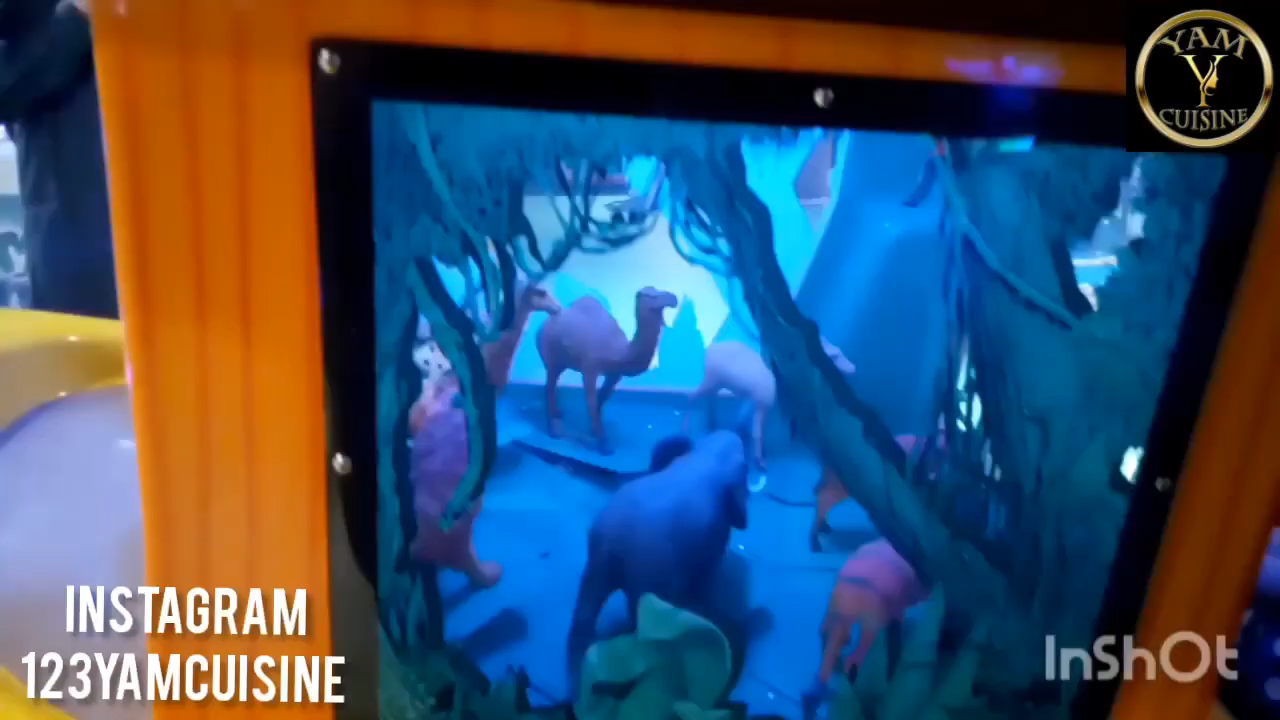 YAM
Y
CUISINE
INSTAGRAM
123YAMCUISINE
InShOt